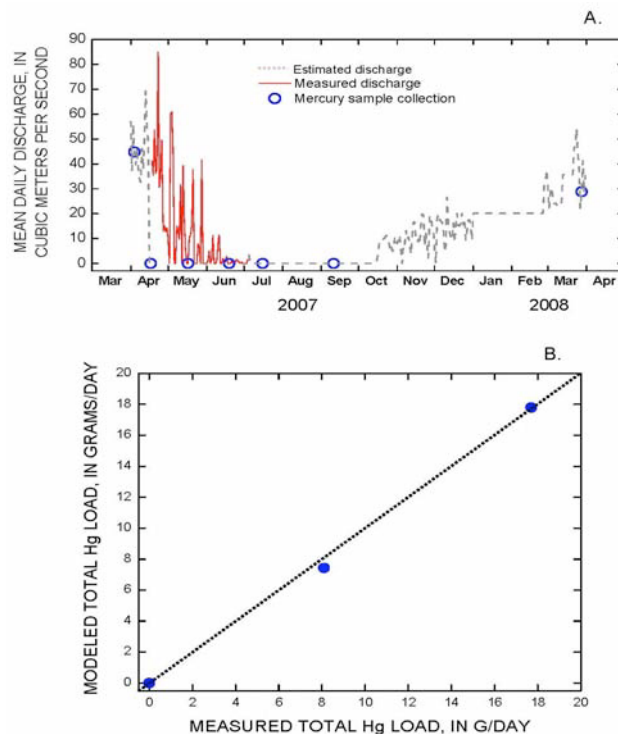 A.
MEAN DAILY DISCHARGE, IN
CUBIC METERS PER SECOND
90
80
70
60
50
40
30
20
10
0
Estimated discharge
Measured discharge
Mercury sample collection
Mar Apr May Jun Jul Aug Sep Oct Nov Dec Jan Feb Mar Apr
2007 2008
B.
MODELED TOTAL Hg LOAD, IN GRAMS/DAY
20
18
16
14
12
10
8
6
4
2
0
0 2 4 6 8 10 12 14 16 18 20
MEASURED TOTAL Hg LOAD, IN G/DAY